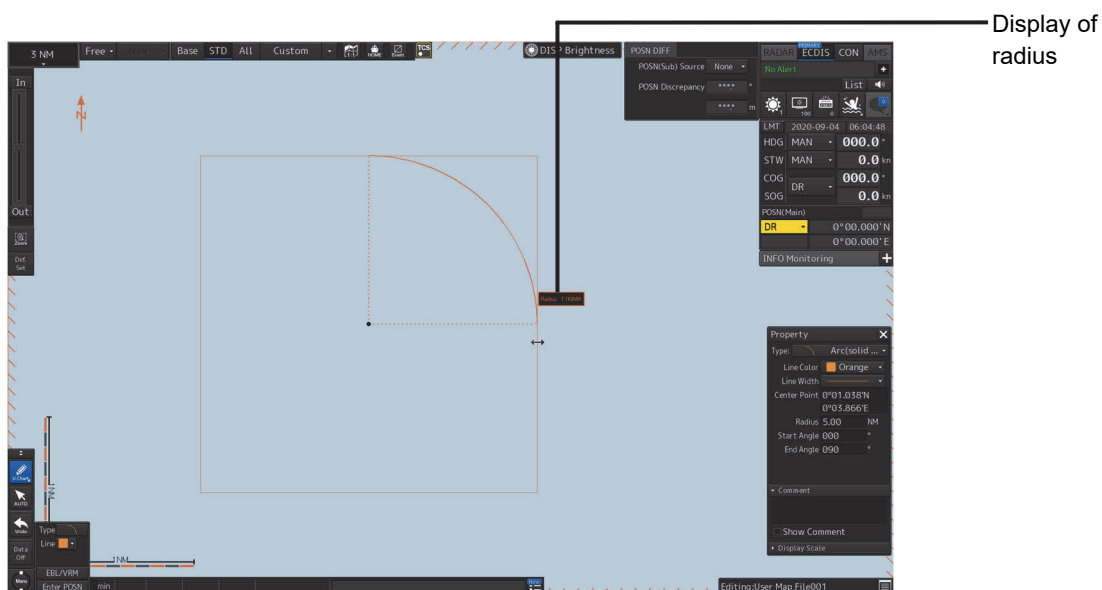 Display of
radius
3 NM
Free
Base STD All Custom
1:1
HOME
TCS
DISP Brightness
POSN DIFF
POSN(Sub) Source None
POSN Discrepancy ****.* °
****.* m
RADAR ECDIS CON AMS
PRIMARY
No Alert
List
100
LMT 2020-09-04 06:04:48
HDG MAN 000.0 °
STW MAN 0.0 kn
COG 000.0 °
DR
SOG 0.0 kn
POSN(Main)
DR 0°00.000'N
0°00.000'E
INFO Monitoring
In
Out
Zoom
Def.
Set
N
Property
Type: Arc(solid ...
Line Color Orange
Line Width
Center Point 0°01.038'N
0°03.866'E
Radius 5.00 NM
Start Angle 000 °
End Angle 090 °
Comment
Show Comment
Display Scale
AUTO
Undo
Data
Off
Menu
Type
Line
EBL/VRM
Enter POSN min
1NM
1NM
Editing:User Map File001